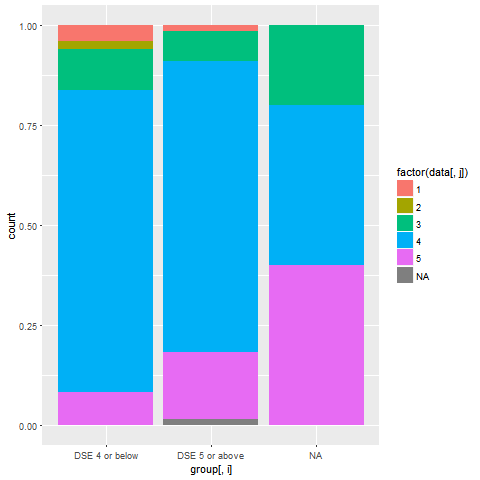 1.00
0.75
0.50
0.25
0.00
count
DSE 4 or below
DSE 5 or above
NA
group[, i]
factor(data[, j])
1
2
3
4
5
NA